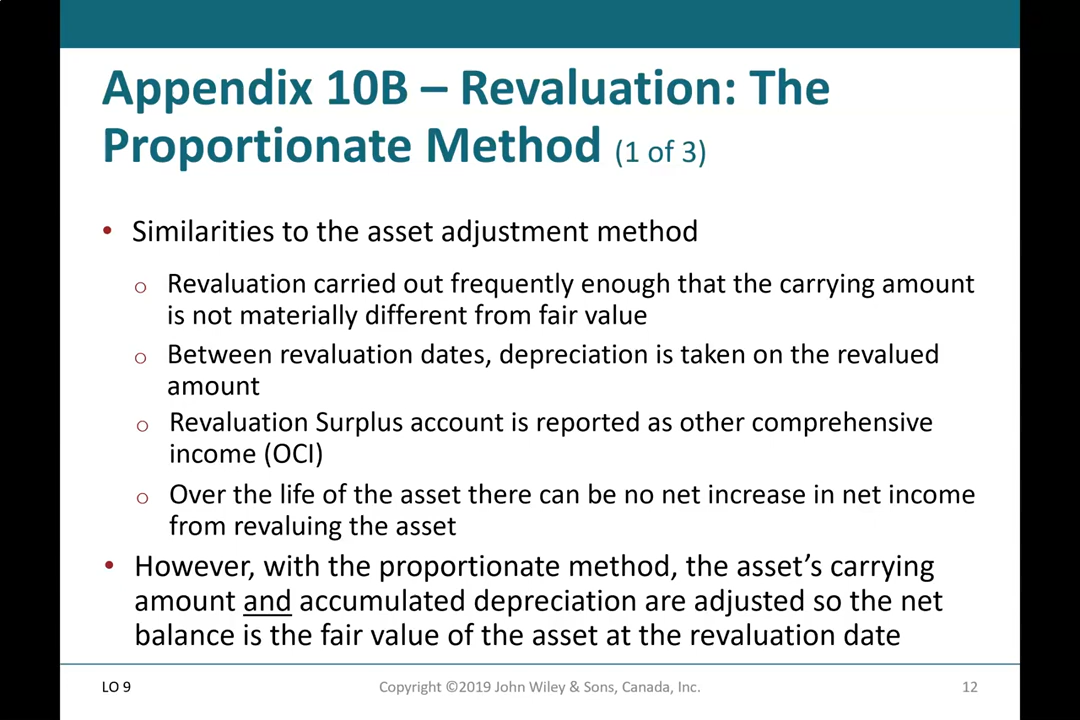 Appendix 10B – Revaluation: The
Proportionate Method (1 of 3)
• Similarities to the asset adjustment method
o Revaluation carried out frequently enough that the carrying amount
is not materially different from fair value
o Between revaluation dates, depreciation is taken on the revalued
amount
o Revaluation Surplus account is reported as other comprehensive
income (OCI)
o Over the life of the asset there can be no net increase in net income
from revaluing the asset
• However, with the proportionate method, the asset’s carrying
amount and accumulated depreciation are adjusted so the net
balance is the fair value of the asset at the revaluation date
LO 9 Copyright ©2019 John Wiley & Sons, Canada, Inc. 12